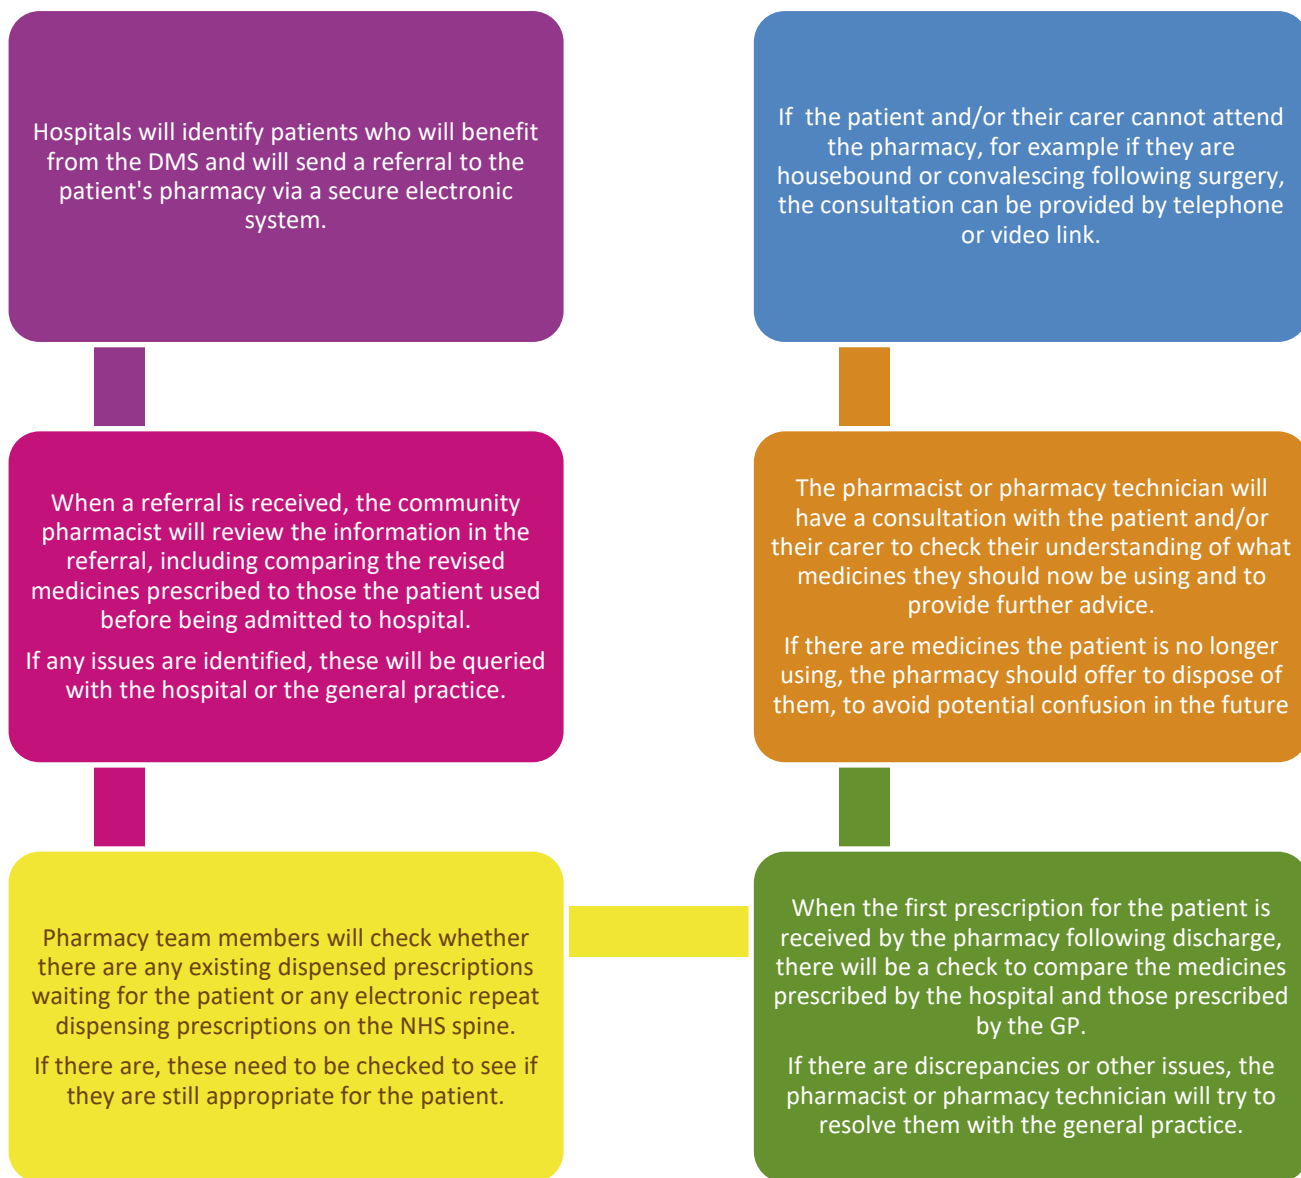 Hospitals will identify patients who will benefit
from the DMS and will send a referral to the
patient's pharmacy via a secure electronic
system.
When a referral is received, the community
pharmacist will review the information in the
referral, including comparing the revised
medicines prescribed to those the patient used
before being admitted to hospital.
If any issues are identified, these will be queried
with the hospital or the general practice.
Pharmacy team members will check whether
there are any existing dispensed prescriptions
waiting for the patient or any electronic repeat
dispensing prescriptions on the NHS spine.
If there are, these need to be checked to see if
they are still appropriate for the patient.
When the first prescription for the patient is
received by the pharmacy following discharge,
there will be a check to compare the medicines
prescribed by the hospital and those prescribed
by the GP.
If there are discrepancies or other issues, the
pharmacist or pharmacy technician will try to
resolve them with the general practice.
The pharmacist or pharmacy technician will
have a consultation with the patient and/or
their carer to check their understanding of what
medicines they should now be using and to
provide further advice.
If there are medicines the patient is no longer
using, the pharmacy should offer to dispose of
them, to avoid potential confusion in the future
If the patient and/or their carer cannot attend
the pharmacy, for example if they are
housebound or convalescing following surgery,
the consultation can be provided by telephone
or video link.